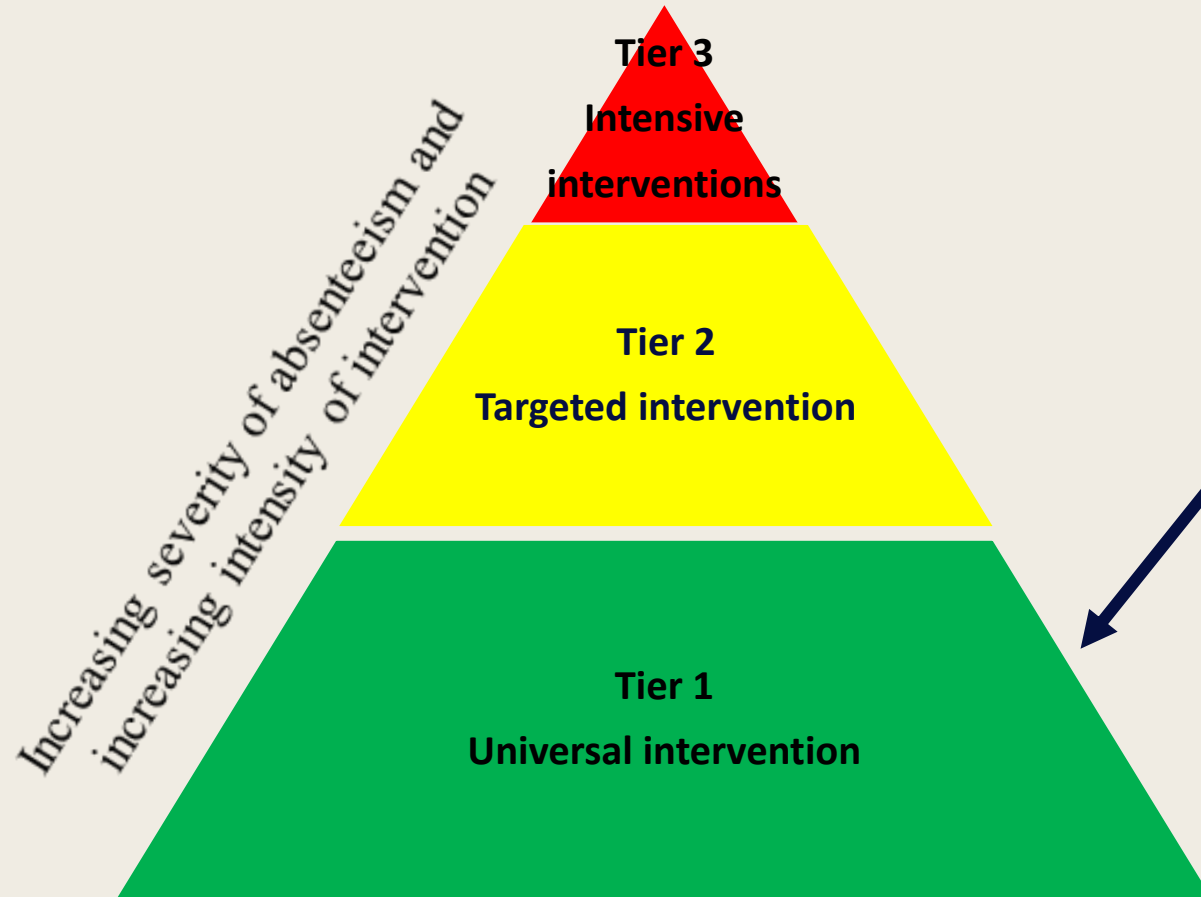 Tier 3
Intensive
interventions
Increasing severity of absenteeism and
increasing intensity of intervention
Tier 2
Targeted intervention
Tier 1
Universal intervention